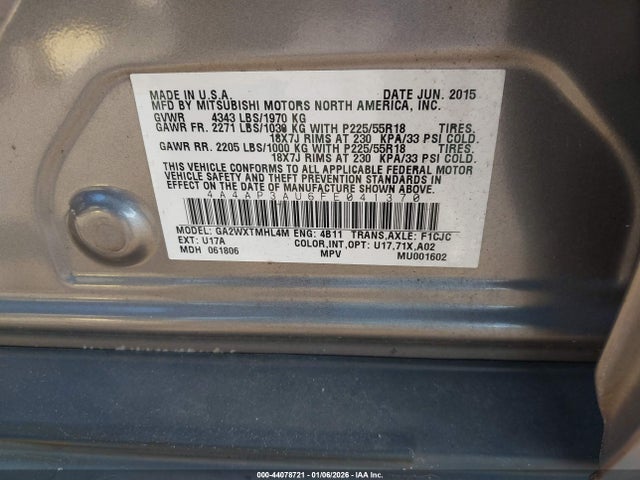 MADE IN U.S.A. DATE JUN. 2015
MFD BY MITSUBISHI MOTORS NORTH AMERICA, INC.
GVWR 4343 LBS/1970 KG
GAWR FR. 2271 LBS/1030 KG WITH P225/55R18 TIRES.
18X7J RIMS AT 230 KPA/33 PSI COLD.
GAWR RR. 2205 LBS/1000 KG WITH P225/55R18 TIRES.
18X7J RIMS AT 230 KPA/33 PSI COLD.
THIS VEHICLE CONFORMS TO ALL APPLICABLE FEDERAL MOTOR
VEHICLE SAFETY AND THEFT PREVENTION STANDARDS IN
EFFECT ON THE DATE OF MANUFACTURE SHOWN ABOVE.
4A4AP3AU6FE041370
MODEL: GA2WXTMHL4M ENG: 4B11 TRANS,AXLE: F1CJC
EXT: U17A COLOR,INT,OPT: U17,71X,A02
MDH 061806 MPV MU001602
000-44078721 - 01/06/2026 - IAA Inc.